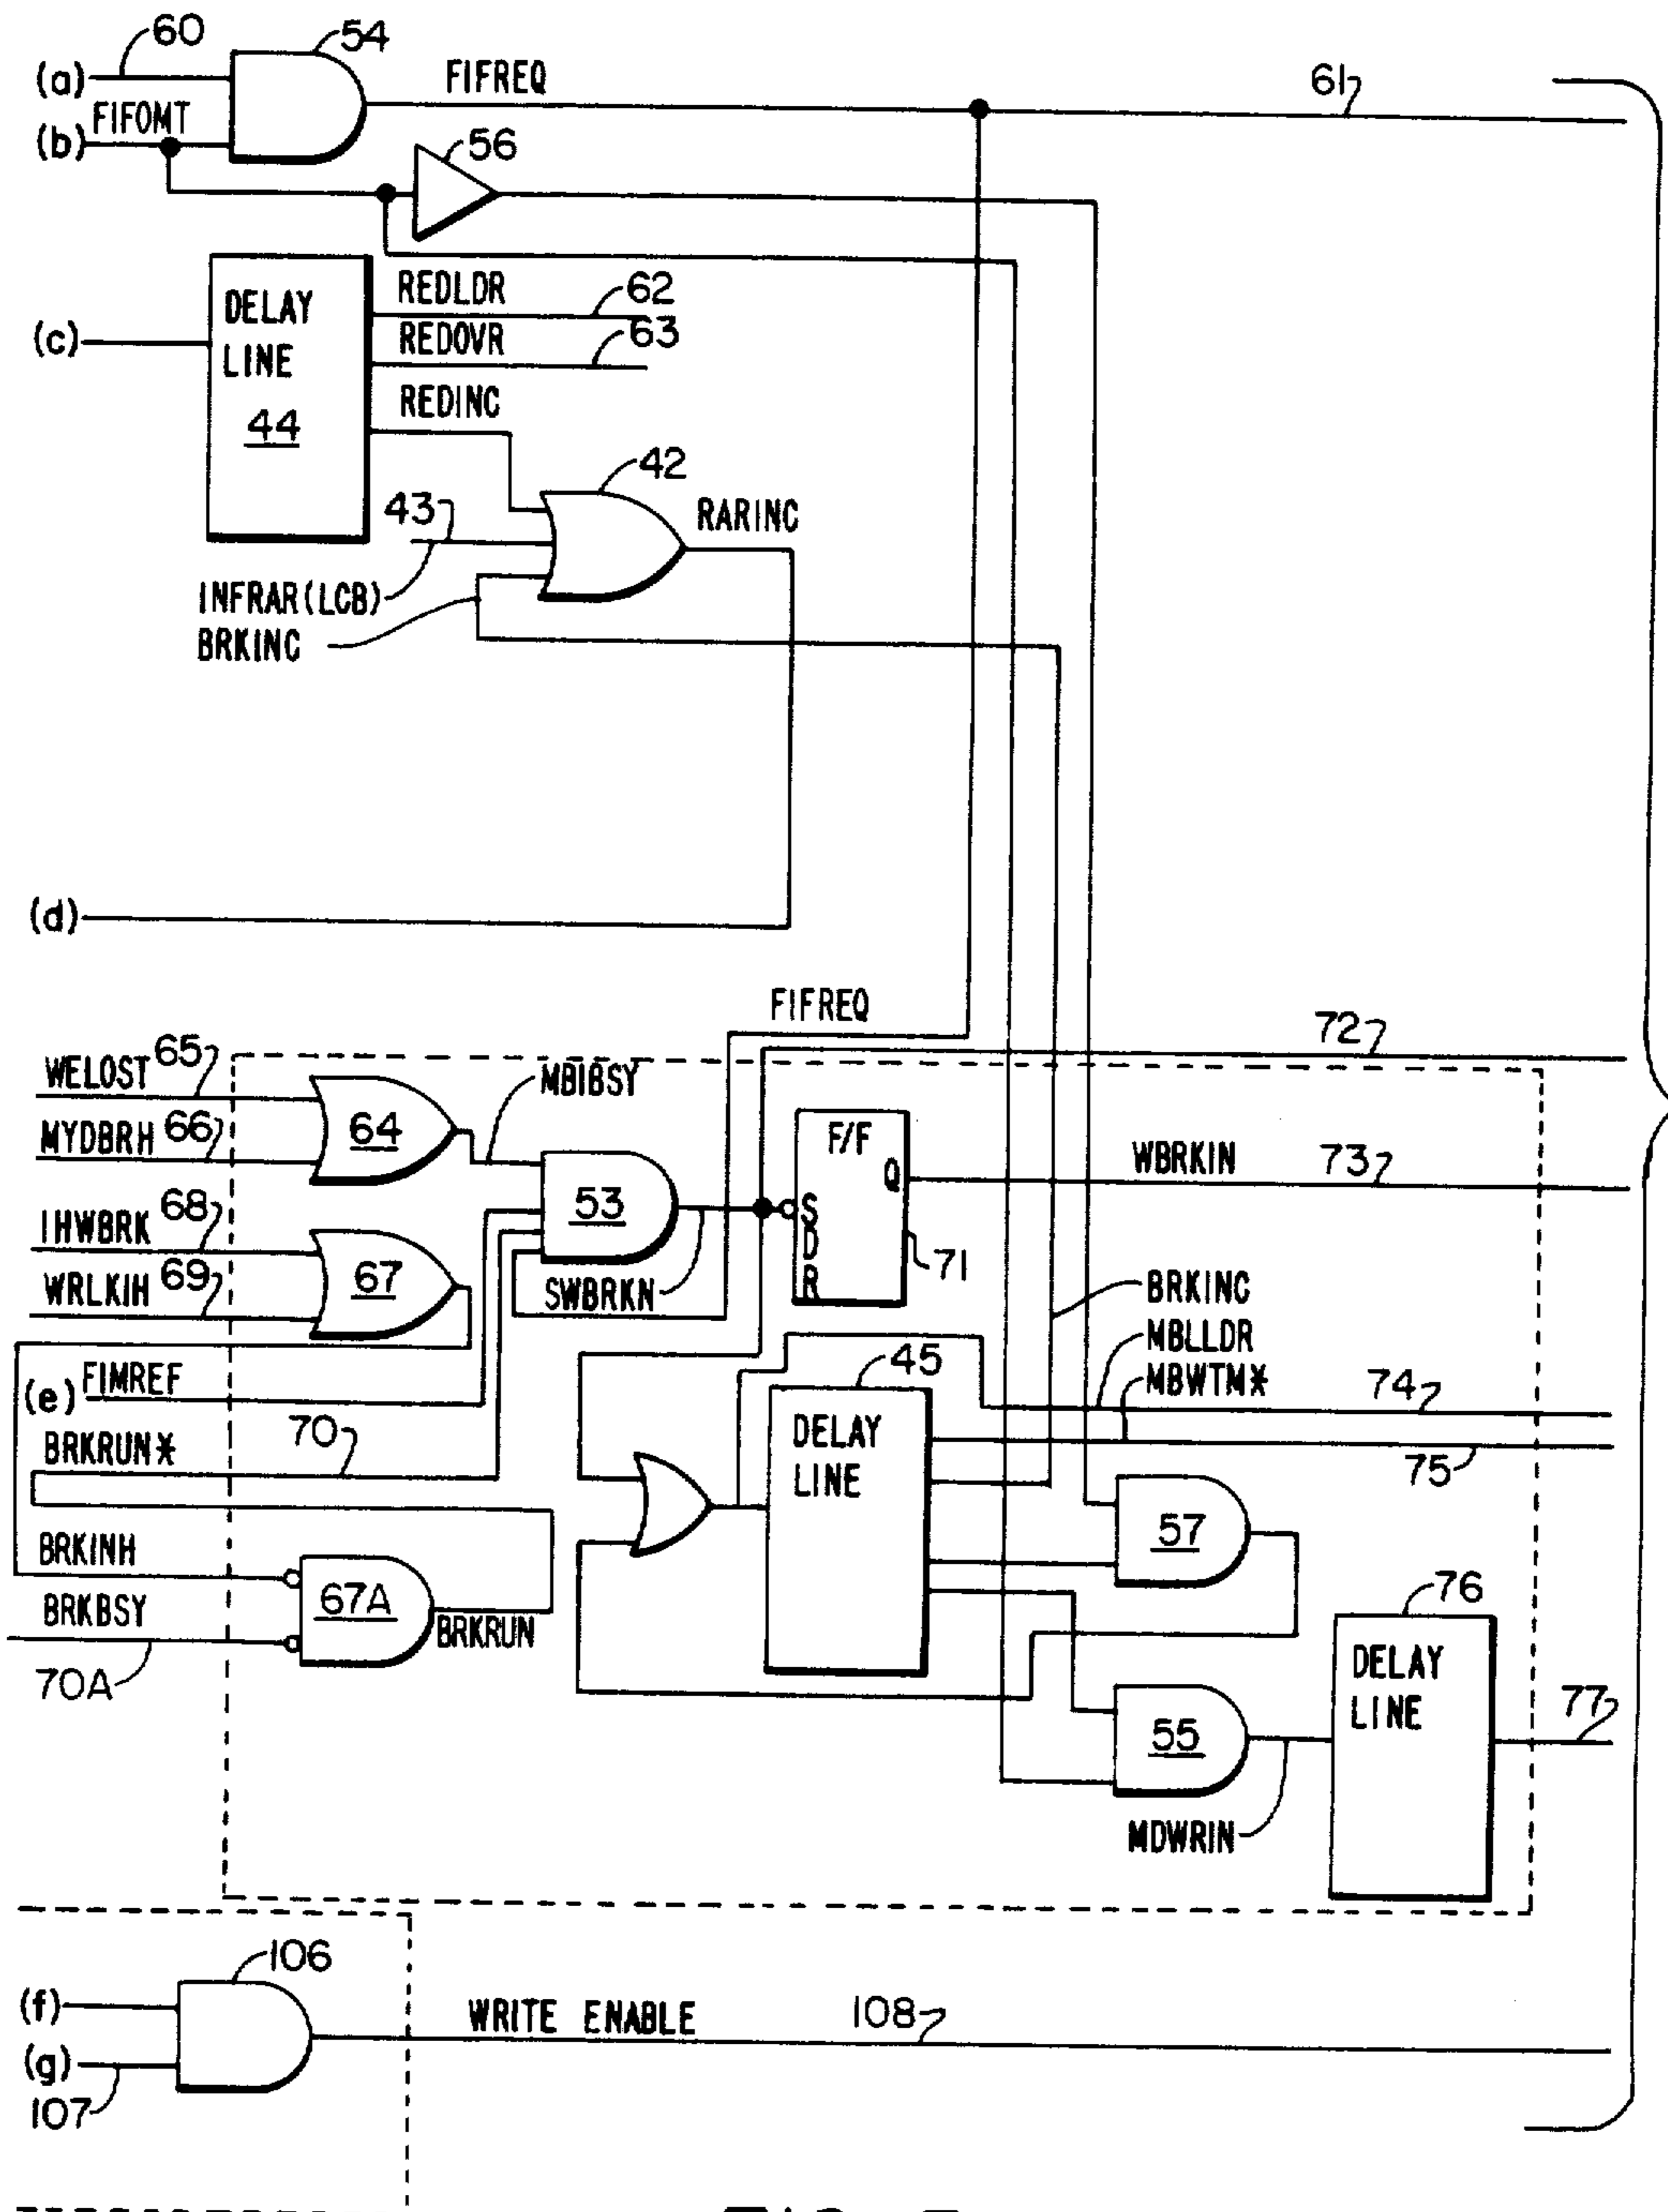 60
54
(a)
FIFREQ
61
FIFOMT
(b)
56
REDLDR
62
DELAY
LINE
44
(c)
REDOVR
63
REDINC
42
43
RARINC
INFRAR(LCB)
BRKINC
(d)
FIFREQ
72
WELOST 65
MBIBSY
MYDBRH 66
64
F/F
Q
WBRKIN 73
53
IHWBRK 68
S
D
R
67
WRLKIH 69
SWBRKN
71
BRKINC
MBLLDR
45
MBWTM*
74
(e) FIMREF
BRKRUN*
70
DELAY
LINE
75
BRKINH
57
67A
76
BRKBSY
BRKRUN
DELAY
LINE
70A
77
55
MDWRIN
106
(f)
WRITE ENABLE
108
(g)
107